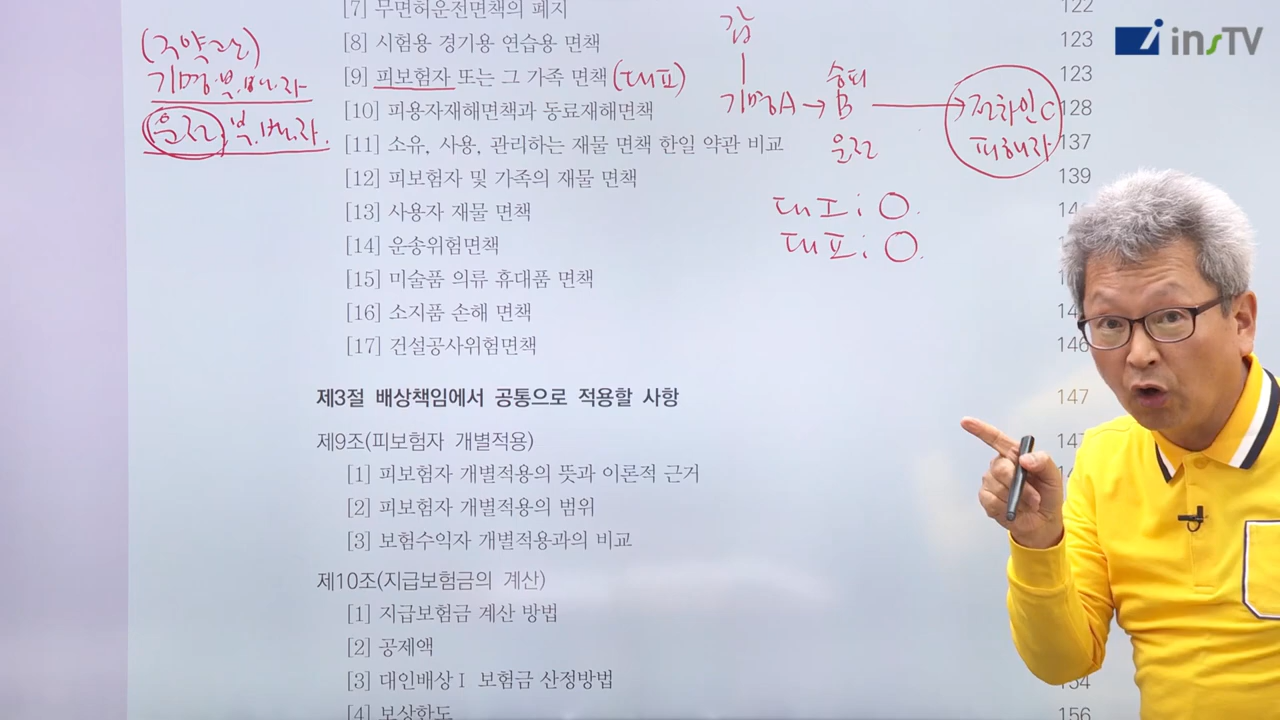 [7] 무면허운전면책의 폐지 122
[8] 시험용 경기용 연습용 면책 123
[9] 피보험자 또는 그 가족 면책 (대포) 123
[10] 피용자재해면책과 동료재해면책 128
[11] 소유, 사용, 관리하는 재물 면책 한일 약관 비교 137
[12] 피보험자 및 가족의 재물 면책 139
[13] 사용자 재물 면책
[14] 운송위험면책
[15] 미술품 의류 휴대품 면책
[16] 소지품 손해 면책
[17] 건설공사위험면책 146
제3절 배상책임에서 공통으로 적용할 사항 147
제9조(피보험자 개별적용)
[1] 피보험자 개별적용의 뜻과 이론적 근거
[2] 피보험자 개별적용의 범위
[3] 보험수익자 개별적용과의 비교
제10조(지급보험금의 계산)
[1] 지급보험금 계산 방법
[2] 공제액
[3] 대인배상Ⅰ 보험금 산정방법 154
[4] 보상한도 156
(구약관)
기명.부.배.자
운전.부.배.자.
갑
승피
기명A → B → 전차인 C
운전 피해자
대Ⅰ; ○.
대포; ○.
insTV